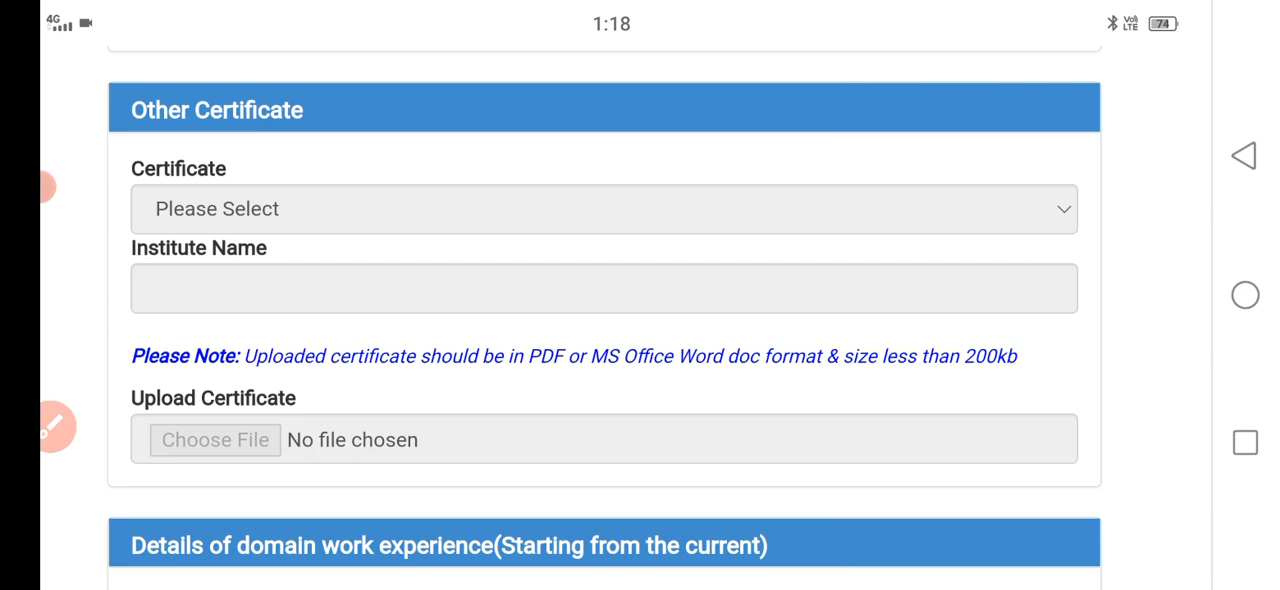 4G 1:18 Vo) LTE 74
Other Certificate
Certificate
Please Select
Institute Name
Please Note: Uploaded certificate should be in PDF or MS Office Word doc format & size less than 200kb
Upload Certificate
Choose File No file chosen
Details of domain work experience(Starting from the current)